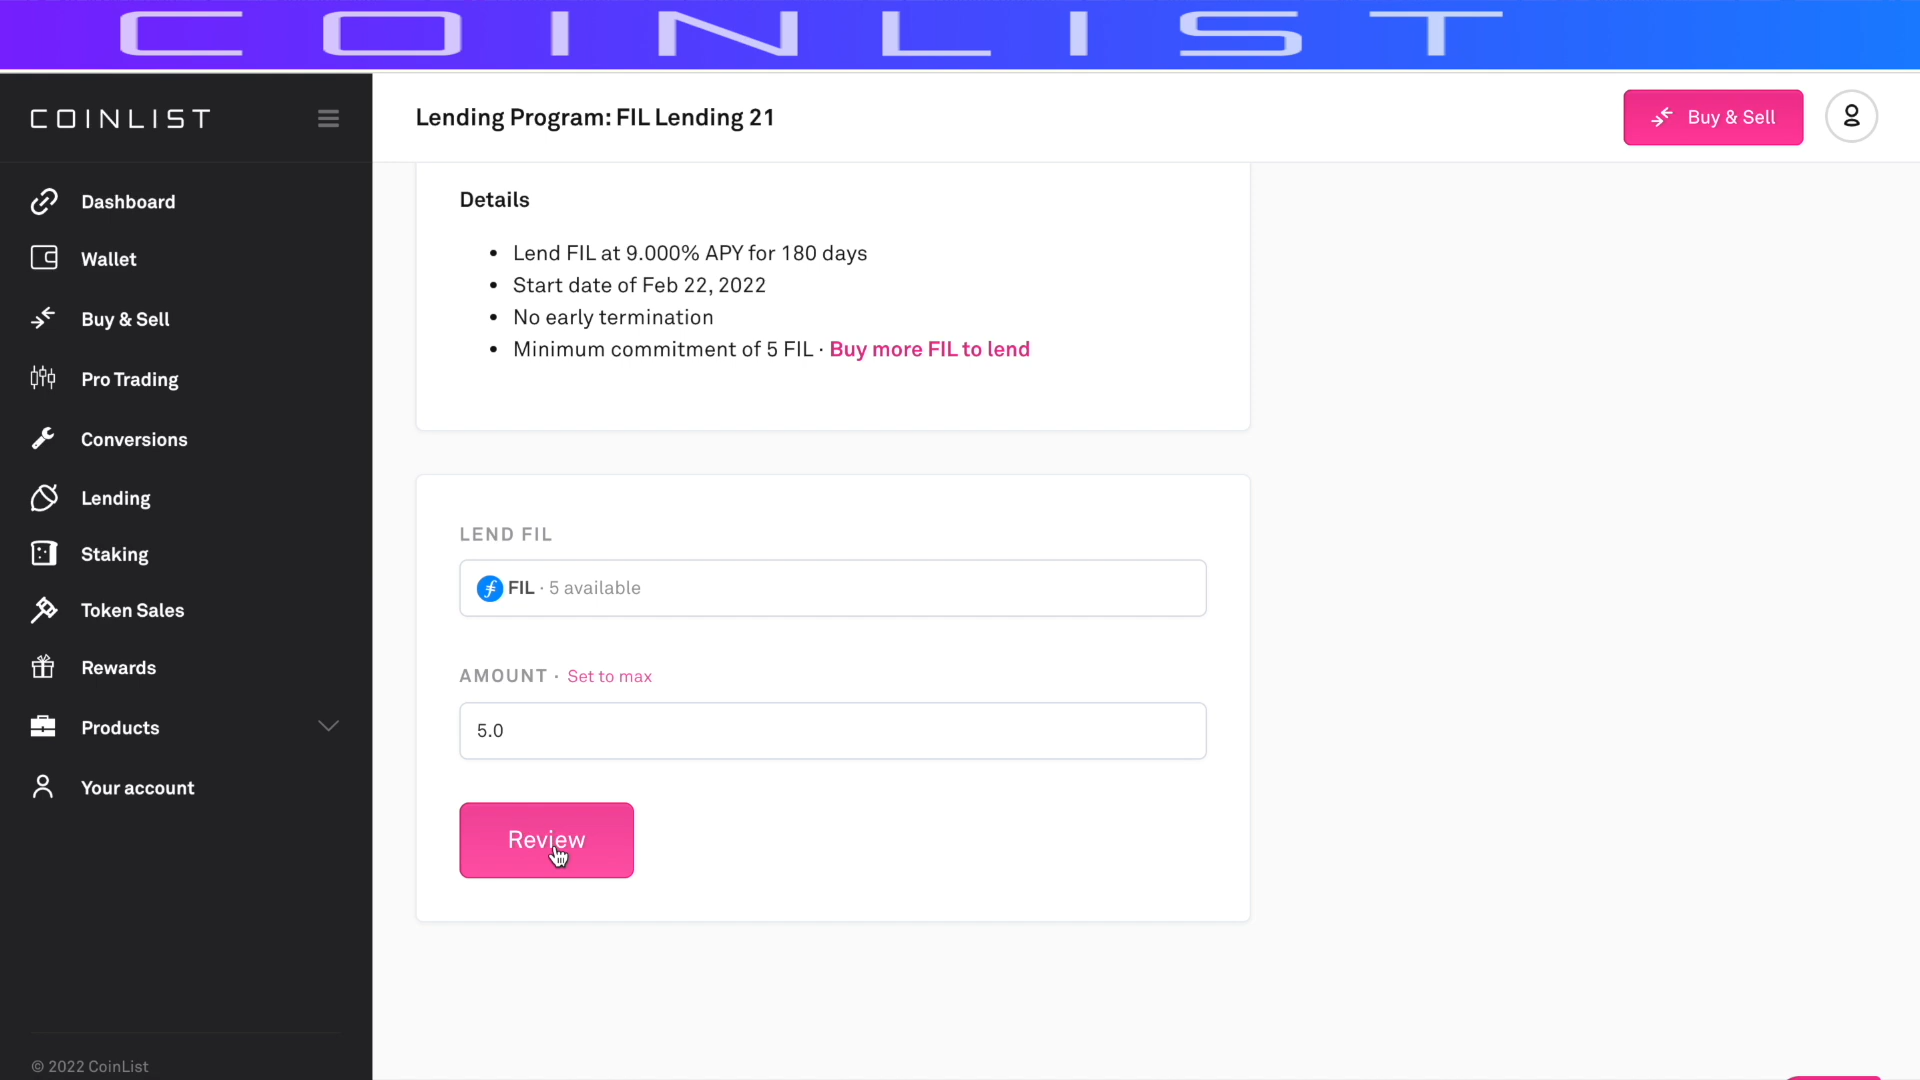 COINLIST
COINLIST
Lending Program: FIL Lending 21
Buy & Sell
Dashboard
Wallet
Buy & Sell
Pro Trading
Conversions
Lending
Staking
Token Sales
Rewards
Products
Your account
© 2022 CoinList
Details
• Lend FIL at 9.000% APY for 180 days
• Start date of Feb 22, 2022
• No early termination
• Minimum commitment of 5 FIL · Buy more FIL to lend
LEND FIL
FIL · 5 available
AMOUNT · Set to max
5.0
Review